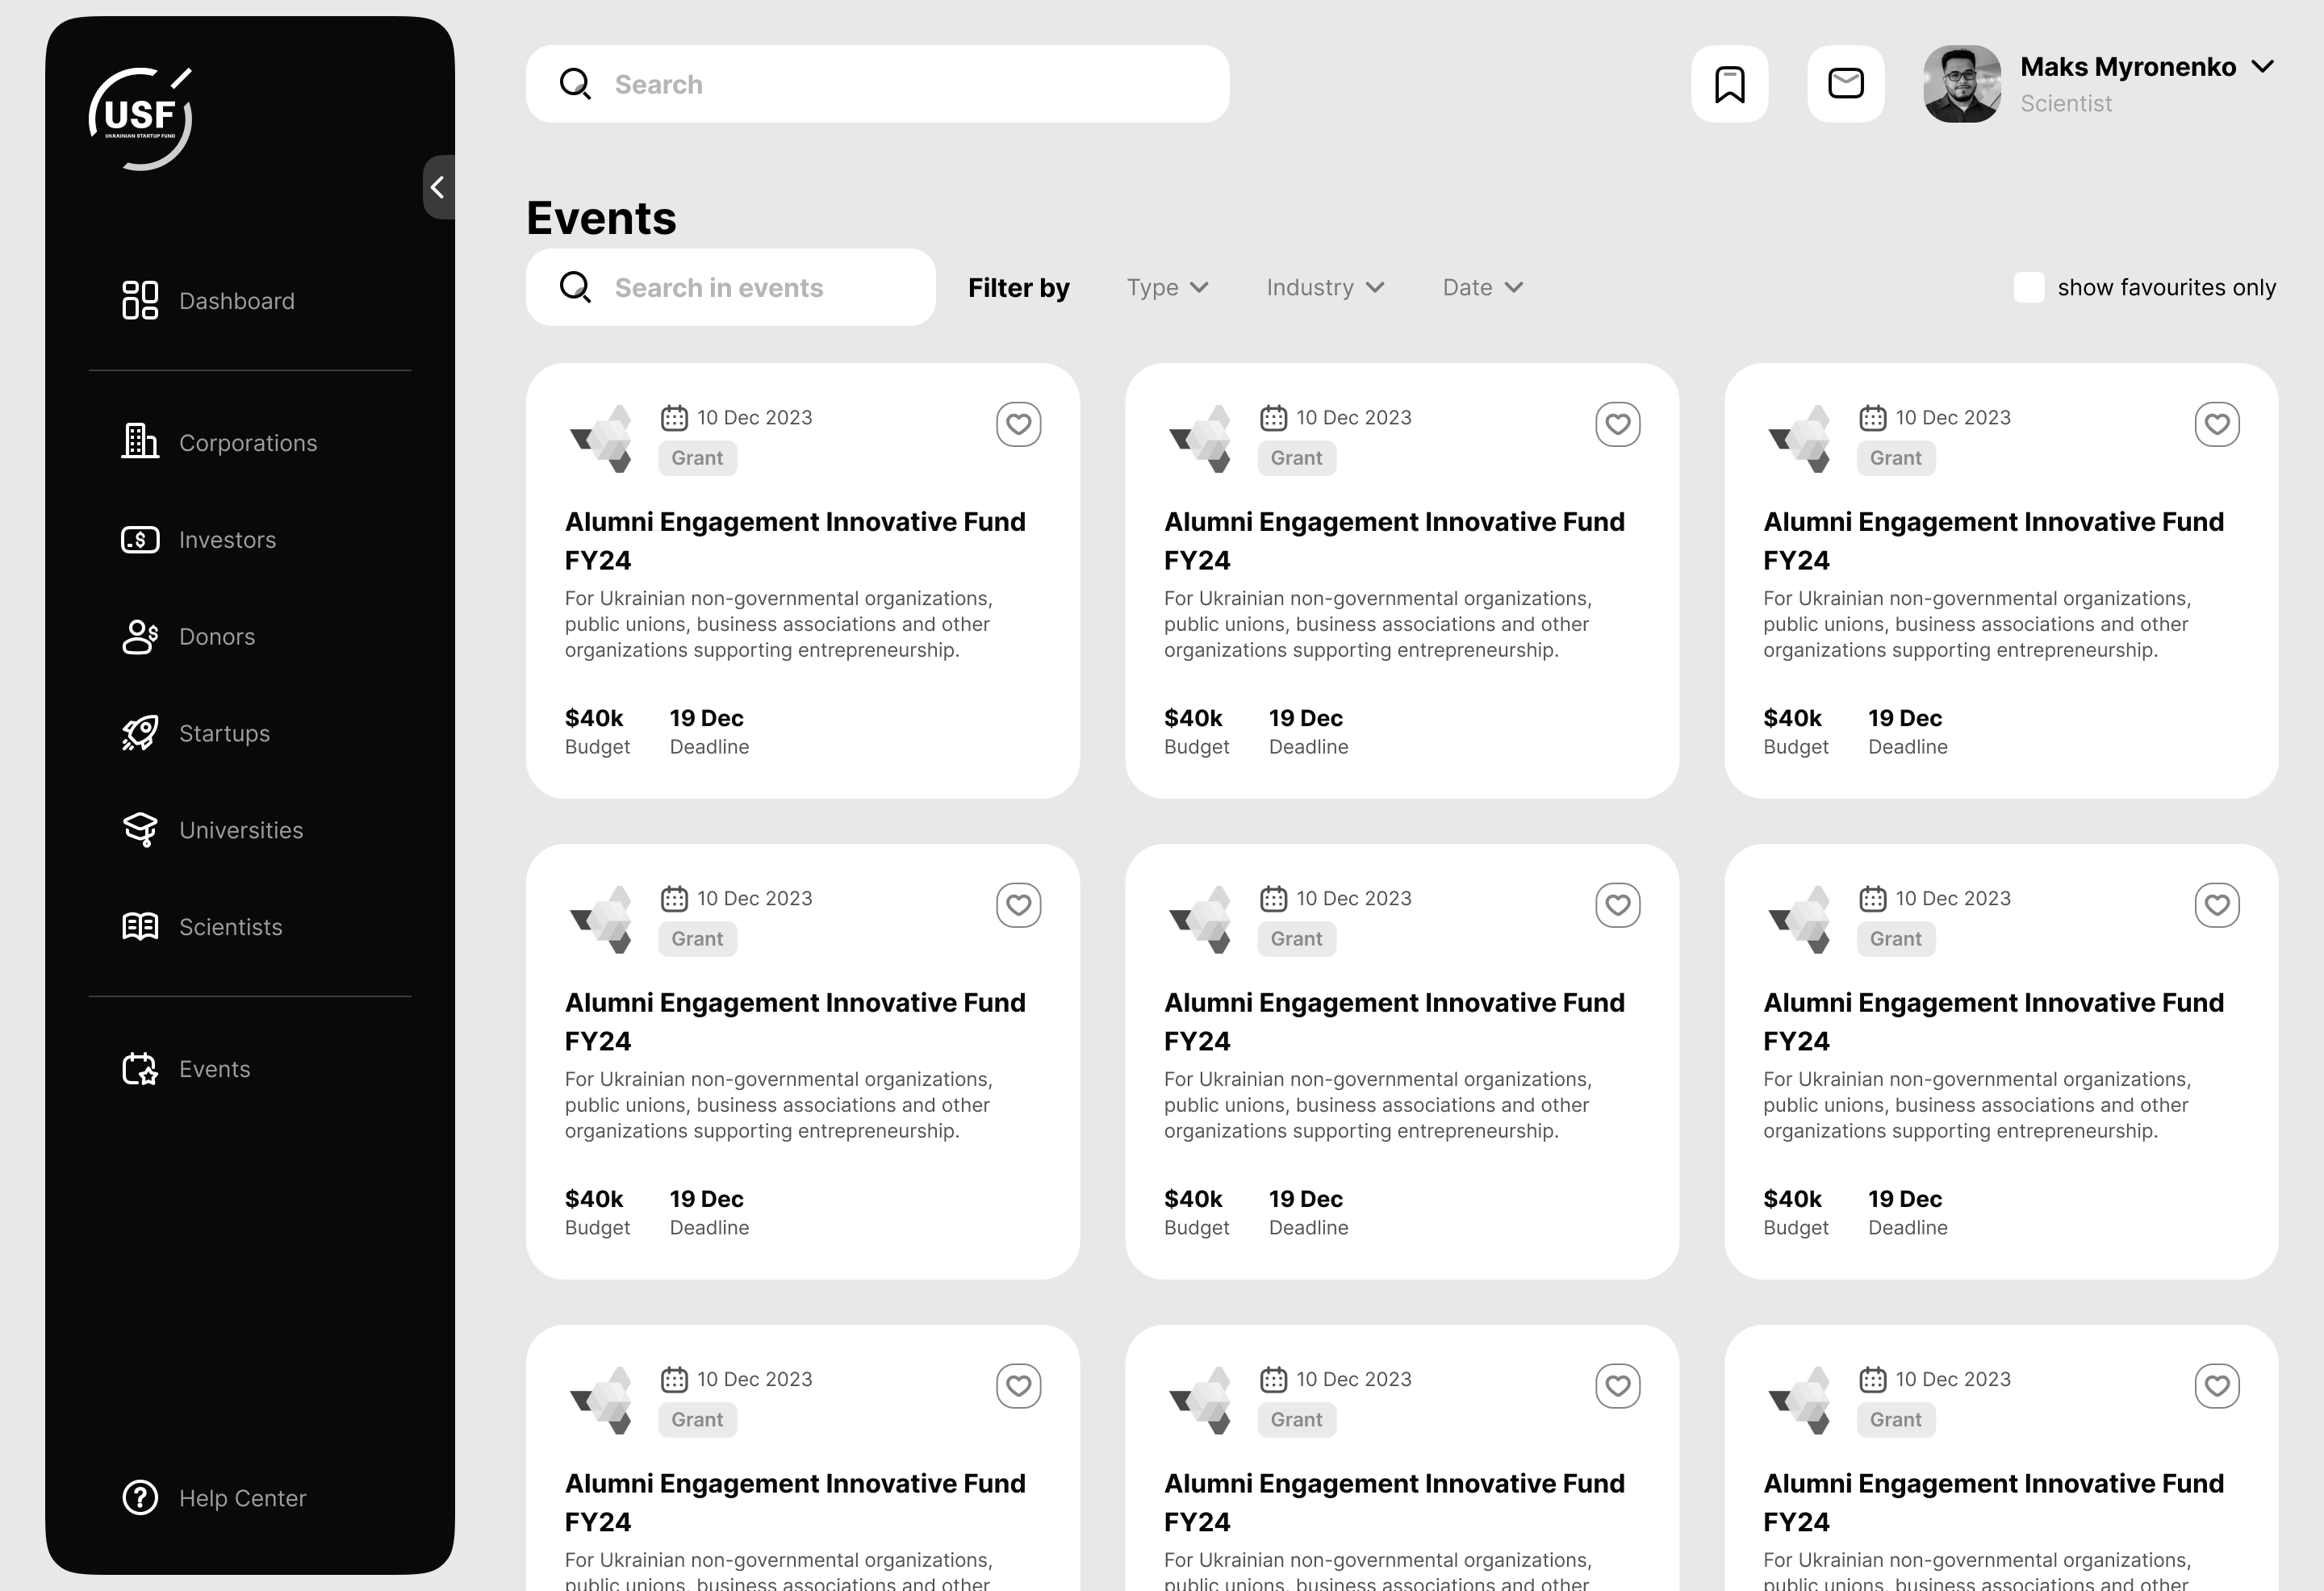 USF
UKRAINIAN STARTUP FUND
Dashboard
Corporations
Investors
Donors
Startups
Universities
Scientists
Events
Help Center
Search
Maks Myronenko
Scientist
Events
Search in events
Filter by
Type
Industry
Date
show favourites only
10 Dec 2023
Grant
Alumni Engagement Innovative Fund
FY24
For Ukrainian non-governmental organizations,
public unions, business associations and other
organizations supporting entrepreneurship.
$40k
Budget
19 Dec
Deadline
10 Dec 2023
Grant
Alumni Engagement Innovative Fund
FY24
For Ukrainian non-governmental organizations,
public unions, business associations and other
organizations supporting entrepreneurship.
$40k
Budget
19 Dec
Deadline
10 Dec 2023
Grant
Alumni Engagement Innovative Fund
FY24
For Ukrainian non-governmental organizations,
public unions, business associations and other
organizations supporting entrepreneurship.
$40k
Budget
19 Dec
Deadline
10 Dec 2023
Grant
Alumni Engagement Innovative Fund
FY24
For Ukrainian non-governmental organizations,
public unions, business associations and other
organizations supporting entrepreneurship.
$40k
Budget
19 Dec
Deadline
10 Dec 2023
Grant
Alumni Engagement Innovative Fund
FY24
For Ukrainian non-governmental organizations,
public unions, business associations and other
organizations supporting entrepreneurship.
$40k
Budget
19 Dec
Deadline
10 Dec 2023
Grant
Alumni Engagement Innovative Fund
FY24
For Ukrainian non-governmental organizations,
public unions, business associations and other
organizations supporting entrepreneurship.
$40k
Budget
19 Dec
Deadline
10 Dec 2023
Grant
Alumni Engagement Innovative Fund
FY24
For Ukrainian non-governmental organizations,
public unions, business associations and other
10 Dec 2023
Grant
Alumni Engagement Innovative Fund
FY24
For Ukrainian non-governmental organizations,
public unions, business associations and other
10 Dec 2023
Grant
Alumni Engagement Innovative Fund
FY24
For Ukrainian non-governmental organizations,
public unions, business associations and other